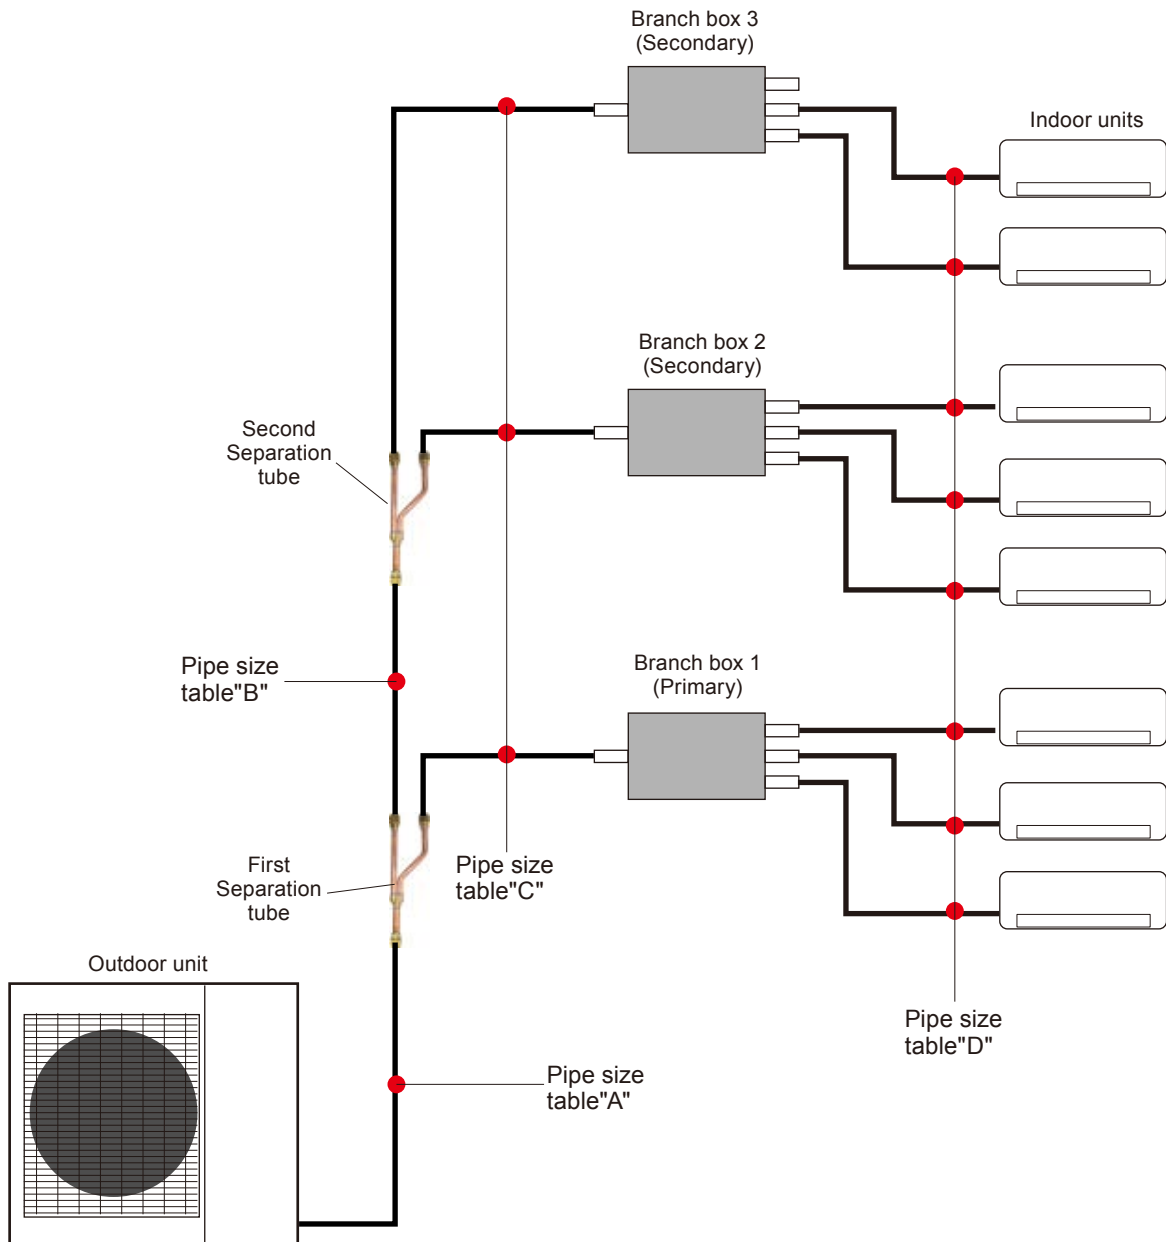 Branch box 3
(Secondary)
Indoor units
Branch box 2
(Secondary)
Second
Separation
tube
Branch box 1
(Primary)
Pipe size
table"B"
First
Separation
tube
Pipe size
table"C"
Outdoor unit
Pipe size
table"D"
Pipe size
table"A"